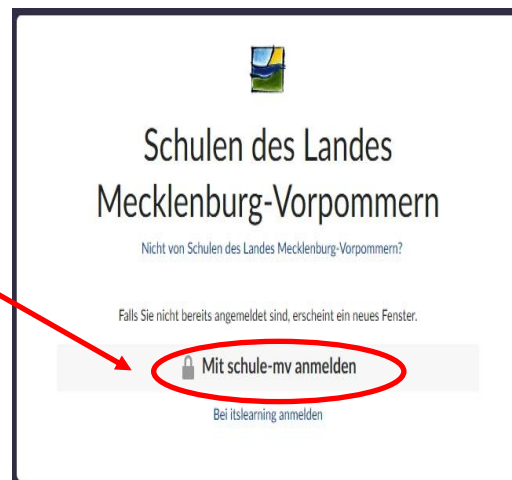 Schulen des Landes
Mecklenburg-Vorpommern
Nicht von Schulen des Landes Mecklenburg-Vorpommern?
Falls Sie nicht bereits angemeldet sind, erscheint ein neues Fenster.
Mit schule-mv anmelden
Bei itslearning anmelden